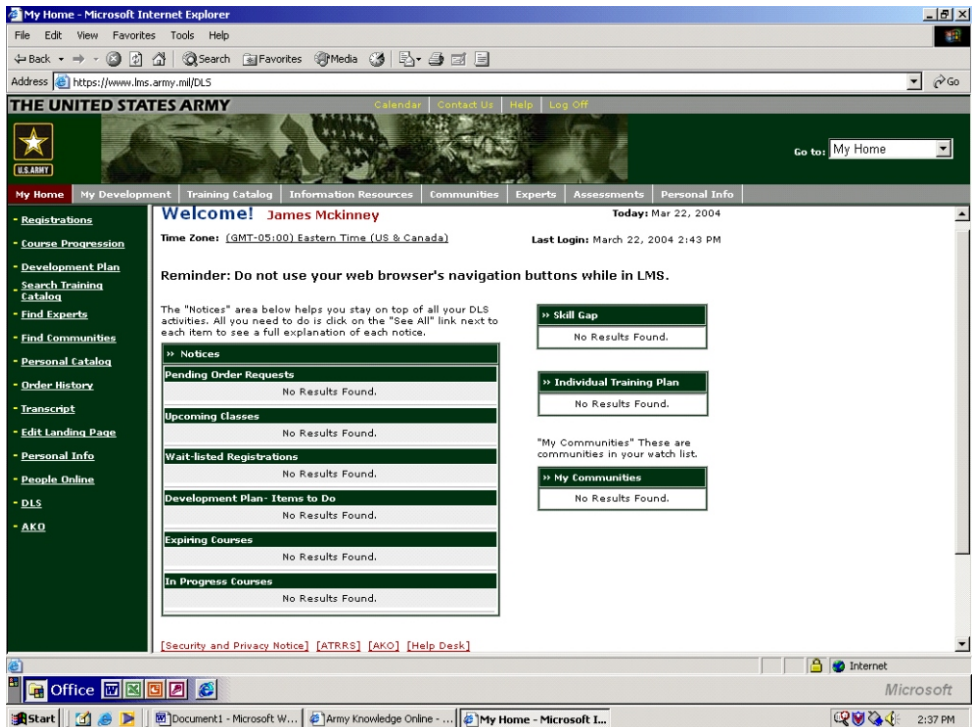 My Home - Microsoft Internet Explorer
File Edit View Favorites Tools Help
Back Search Favorites Media
Address https://www.lms.army.mil/DLS Go
THE UNITED STATES ARMY Calendar Contact Us Help Log Off
U.S.ARMY
Go to: My Home
My Home My Development Training Catalog Information Resources Communities Experts Assessments Personal Info
- Registrations
- Course Progression
- Development Plan
- Search Training
Catalog
- Find Experts
- Find Communities
- Personal Catalog
- Order History
- Transcript
- Edit Landing Page
- Personal Info
- People Online
- DLS
- AKO
Welcome! James Mckinney
Today: Mar 22, 2004
Time Zone: (GMT-05:00) Eastern Time (US & Canada)
Last Login: March 22, 2004 2:43 PM
Reminder: Do not use your web browser's navigation buttons while in LMS.
The "Notices" area below helps you stay on top of all your DLS
activities. All you need to do is click on the "See All" link next to
each item to see a full explanation of each notice.
» Notices
Pending Order Requests
No Results Found.
Upcoming Classes
No Results Found.
Wait-listed Registrations
No Results Found.
Development Plan- Items to Do
No Results Found.
Expiring Courses
No Results Found.
In Progress Courses
No Results Found.
» Skill Gap
No Results Found.
» Individual Training Plan
No Results Found.
"My Communities" These are
communities in your watch list.
» My Communities
No Results Found.
[Security and Privacy Notice] [ATRRS] [AKO] [Help Desk]
Internet
Office
Microsoft
Start Document1 - Microsoft W... Army Knowledge Online - ... My Home - Microsoft I... 2:37 PM